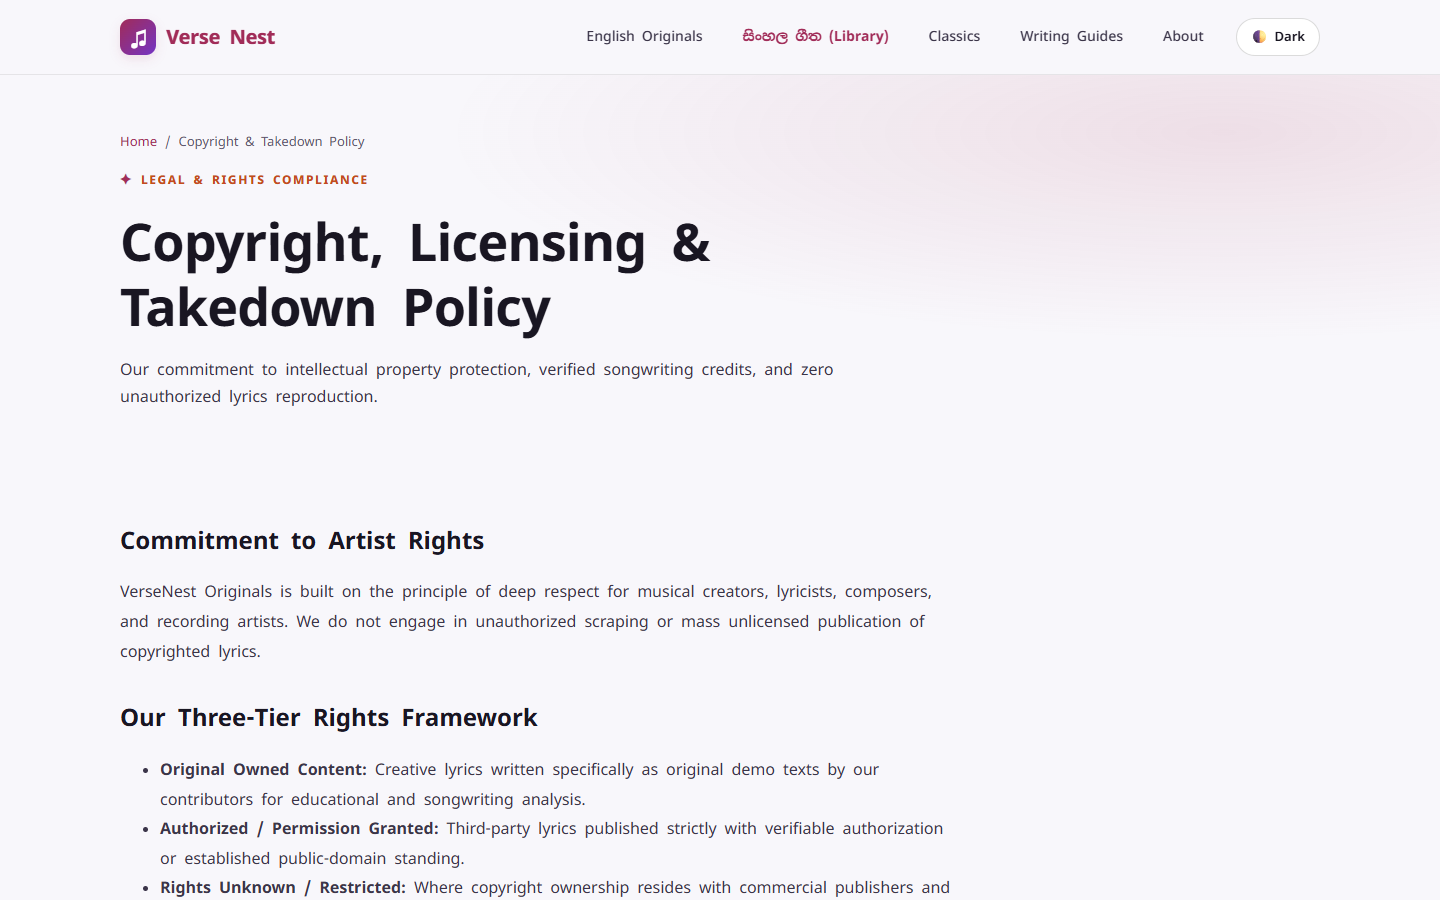 Verse Nest
English Originals
සිංහල ගීත (Library)
Classics
Writing Guides
About
Dark
Home / Copyright & Takedown Policy
LEGAL & RIGHTS COMPLIANCE
Copyright, Licensing &
Takedown Policy
Our commitment to intellectual property protection, verified songwriting credits, and zero
unauthorized lyrics reproduction.
Commitment to Artist Rights
VerseNest Originals is built on the principle of deep respect for musical creators, lyricists, composers,
and recording artists. We do not engage in unauthorized scraping or mass unlicensed publication of
copyrighted lyrics.
Our Three-Tier Rights Framework
• Original Owned Content: Creative lyrics written specifically as original demo texts by our
contributors for educational and songwriting analysis.
• Authorized / Permission Granted: Third-party lyrics published strictly with verifiable authorization
or established public-domain standing.
• Rights Unknown / Restricted: Where copyright ownership resides with commercial publishers and